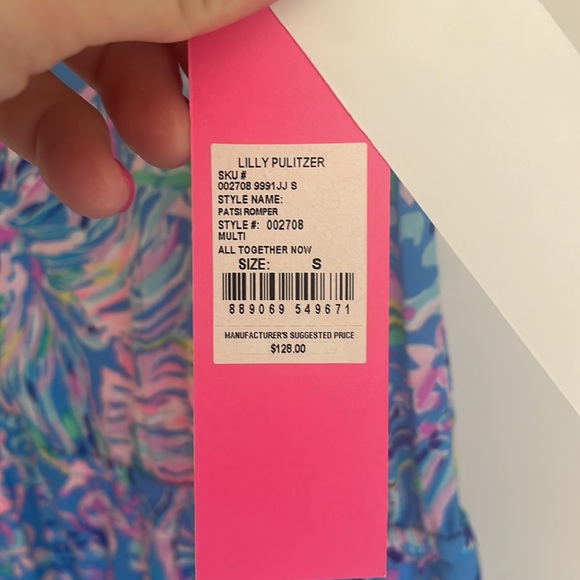 LILLY PULITZER
SKU #
002708 9991JJ S
STYLE NAME:
PATSI ROMPER
STYLE #: 002708
MULTI
ALL TOGETHER NOW
SIZE: S
889069 549671
MANUFACTURER'S SUGGESTED PRICE
$128.00